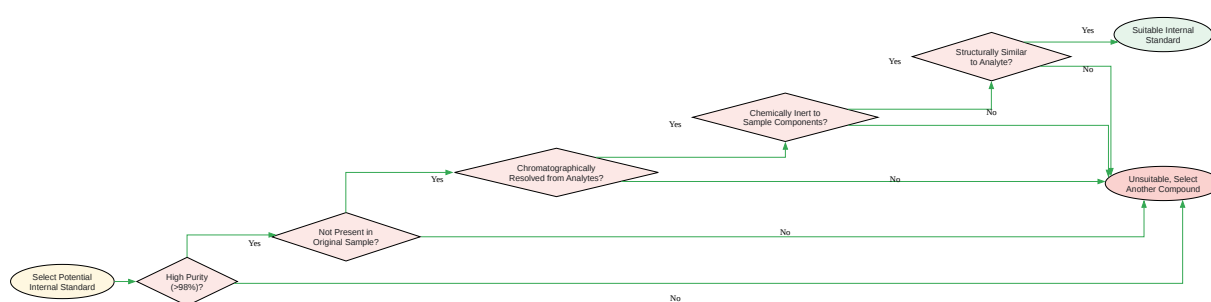 Yes
Suitable Internal
Standard
Structurally Similar
to Analyte?
Yes
No
Chemically Inert to
Sample Components?
No
Yes
Chromatographically
Resolved from Analytes?
Yes
No
Unsuitable, Select
Another Compound
Not Present in
Original Sample?
No
Yes
Select Potential
Internal Standard
High Purity
(>98%)?
No